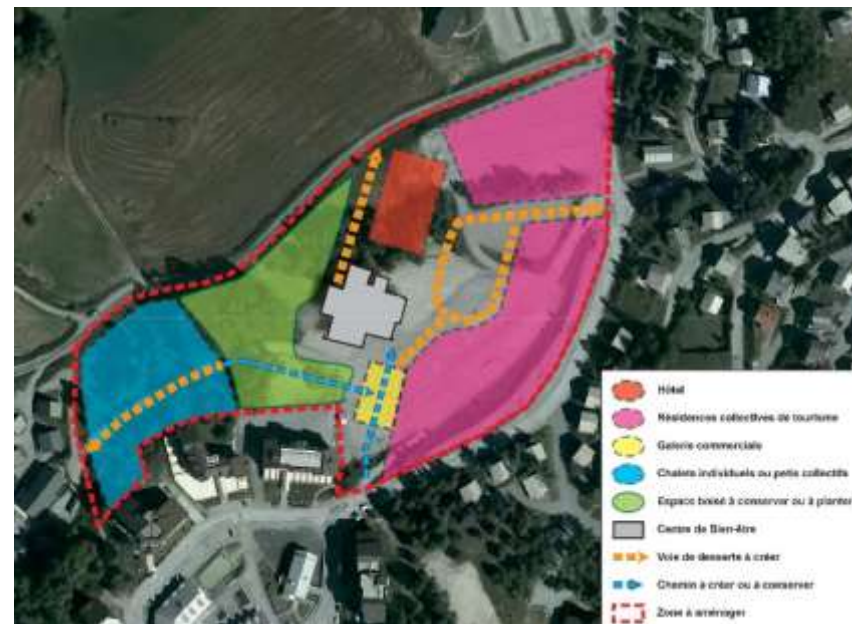 Hôtel
Résidences collectives de tourisme
Galerie commerciale
Chalets individuels ou petits collectifs
Espace boisé à conserver ou à planter
Centre de Bien-Atre
Voie de desserte à créer
Chemin à créer ou à conserver
Zone à aménager